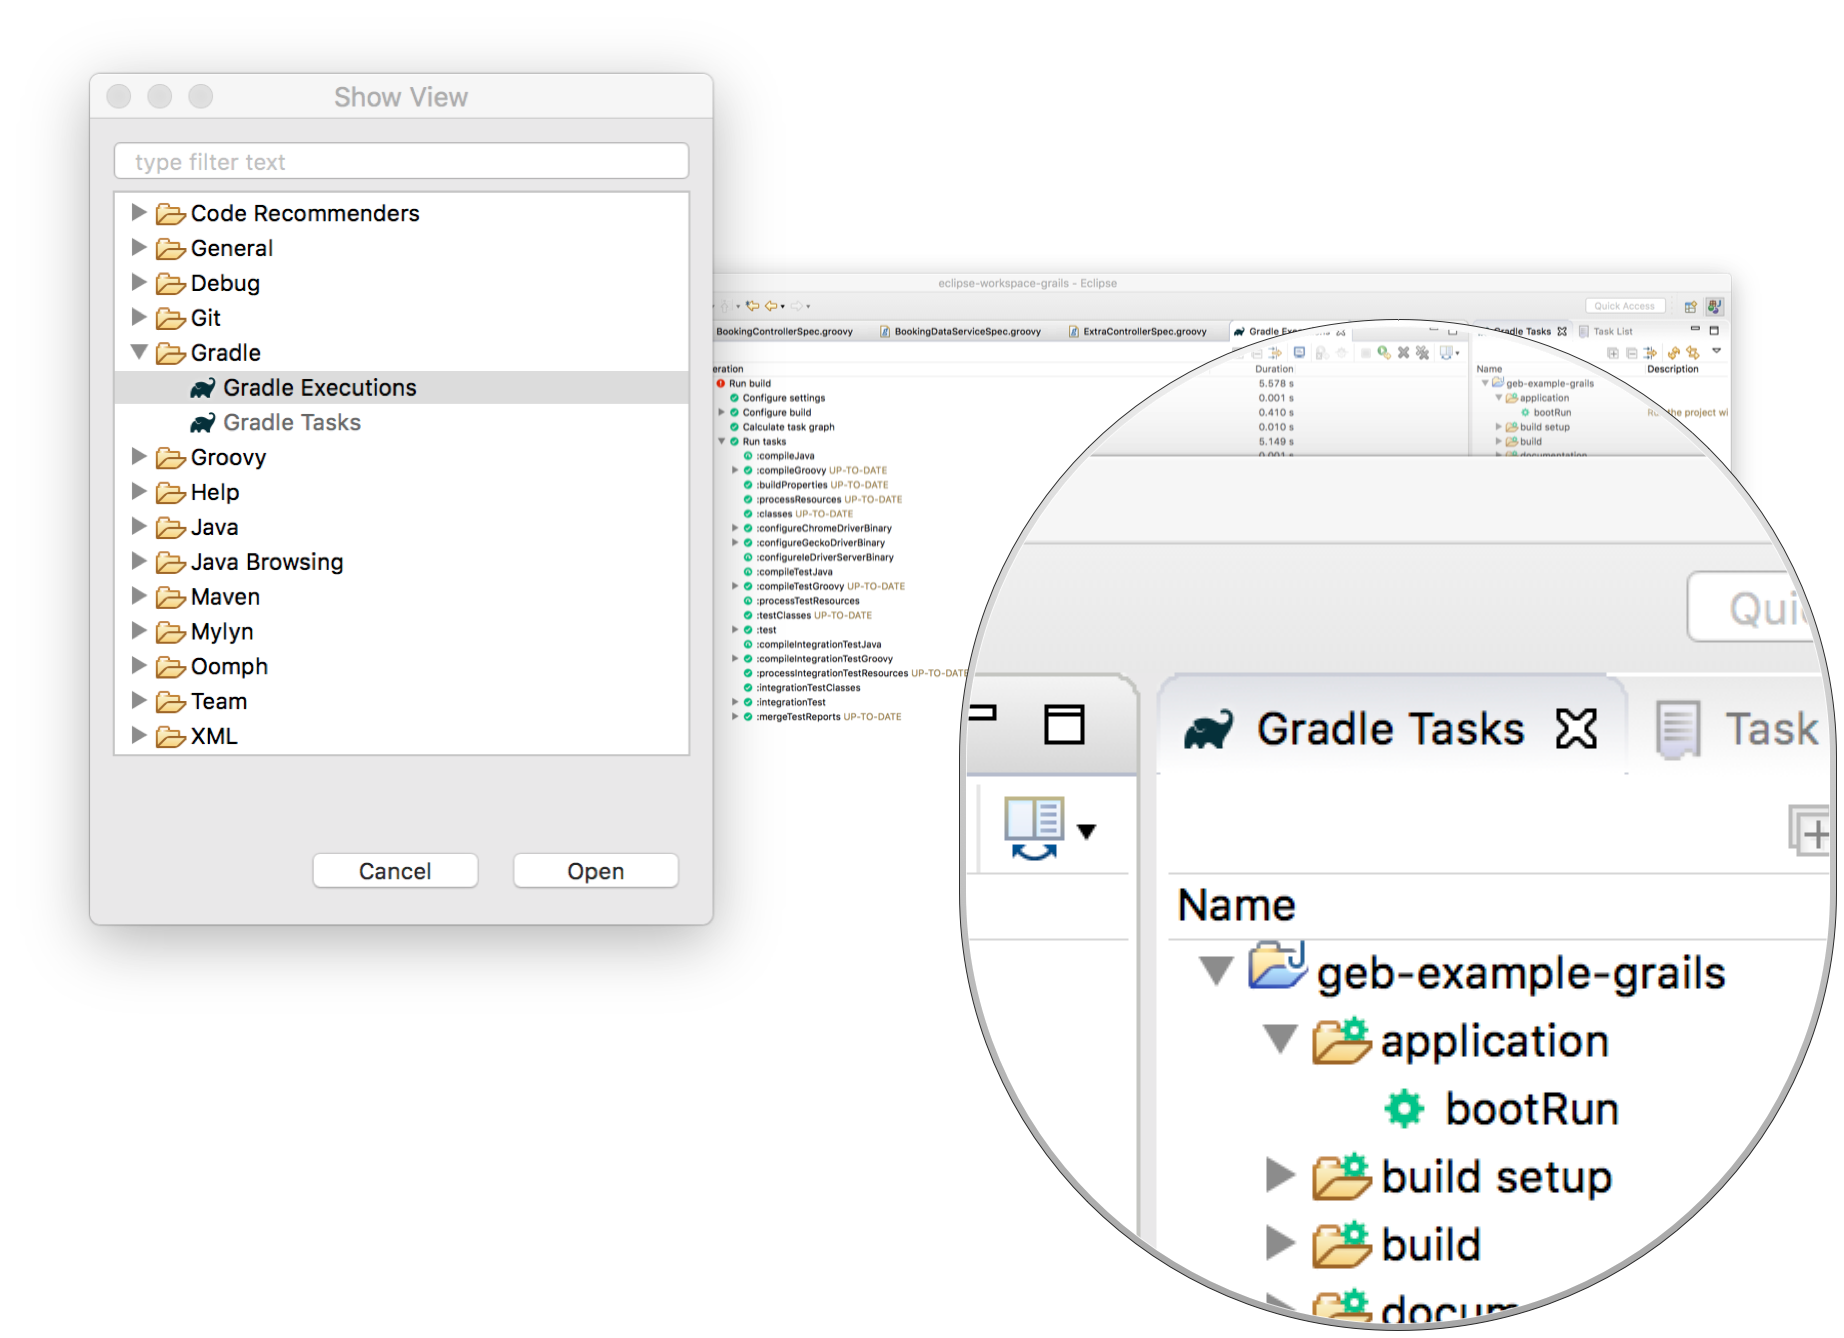 Show View
type filter text
Code Recommenders
General
Debug
Git
Gradle
Gradle Executions
Gradle Tasks
Groovy
Help
Java
Java Browsing
Maven
Mylyn
Oomph
Team
XML
Cancel
Open
eclipse-workspace-grails - Eclipse
Quick Access
BookingControllerSpec.groovy
BookingDataServiceSpec.groovy
ExtraControllerSpec.groovy
Gradle
Gradle Tasks
Task List
Duration
Run build 5.578 s
Configure settings 0.001 s
Configure build 0.410 s
Calculate task graph 0.010 s
Run tasks 5.149 s
:compileJava 0.001 s
:compileGroovy UP-TO-DATE
:buildProperties UP-TO-DATE
:processResources UP-TO-DATE
:classes UP-TO-DATE
:configureChromeDriverBinary
:configureGeckoDriverBinary
:configureIeDriverServerBinary
:compileTestJava
:compileTestGroovy UP-TO-DATE
:processTestResources
:testClasses UP-TO-DATE
:test
:compileIntegrationTestJava
:compileIntegrationTestGroovy
:processIntegrationTestResources UP-TO-DATE
:integrationTestClasses
:integrationTest
:mergeTestReports UP-TO-DATE
Name Description
geb-example-grails
application
bootRun the project wi
build setup
build
documentation
Gradle Tasks
Task
Name
geb-example-grails
application
bootRun
build setup
build